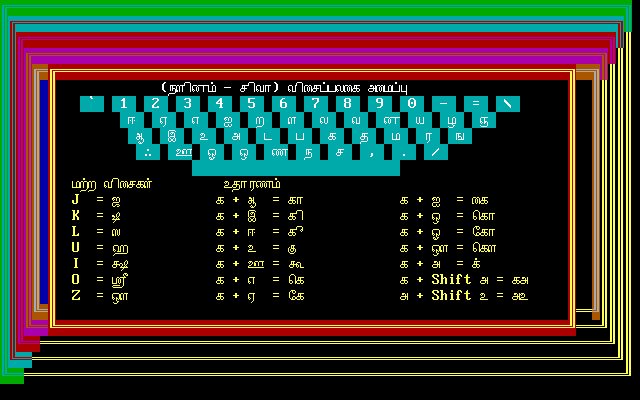 (நளினம் - சிவா) விசைப்பலகை அமைப்பு
` 1 2 3 4 5 6 7 8 9 0 - = \
ஈ ஏ எ ஐ ற ள ல வ ன ய ழ ஞ
ஆ இ உ அ ட ப க த ம ர ங
ஃ ஊ ஓ ஒ ண ந ச , . /
மற்ற விசைகள் உதாரணம்
J = ஜ க + ஆ = கா க + ஐ = கை
K = ஷ க + இ = கி க + ஒ = கொ
L = ஸ க + ஈ = கீ க + ஓ = கோ
U = ஹ க + உ = கு க + ஔ = கௌ
I = க்ஷ க + ஊ = கூ க + அ = க்
O = ஸ்ரீ க + எ = கெ க + Shift அ = கஅ
Z = ஔ க + ஏ = கே அ + Shift உ = அஉ